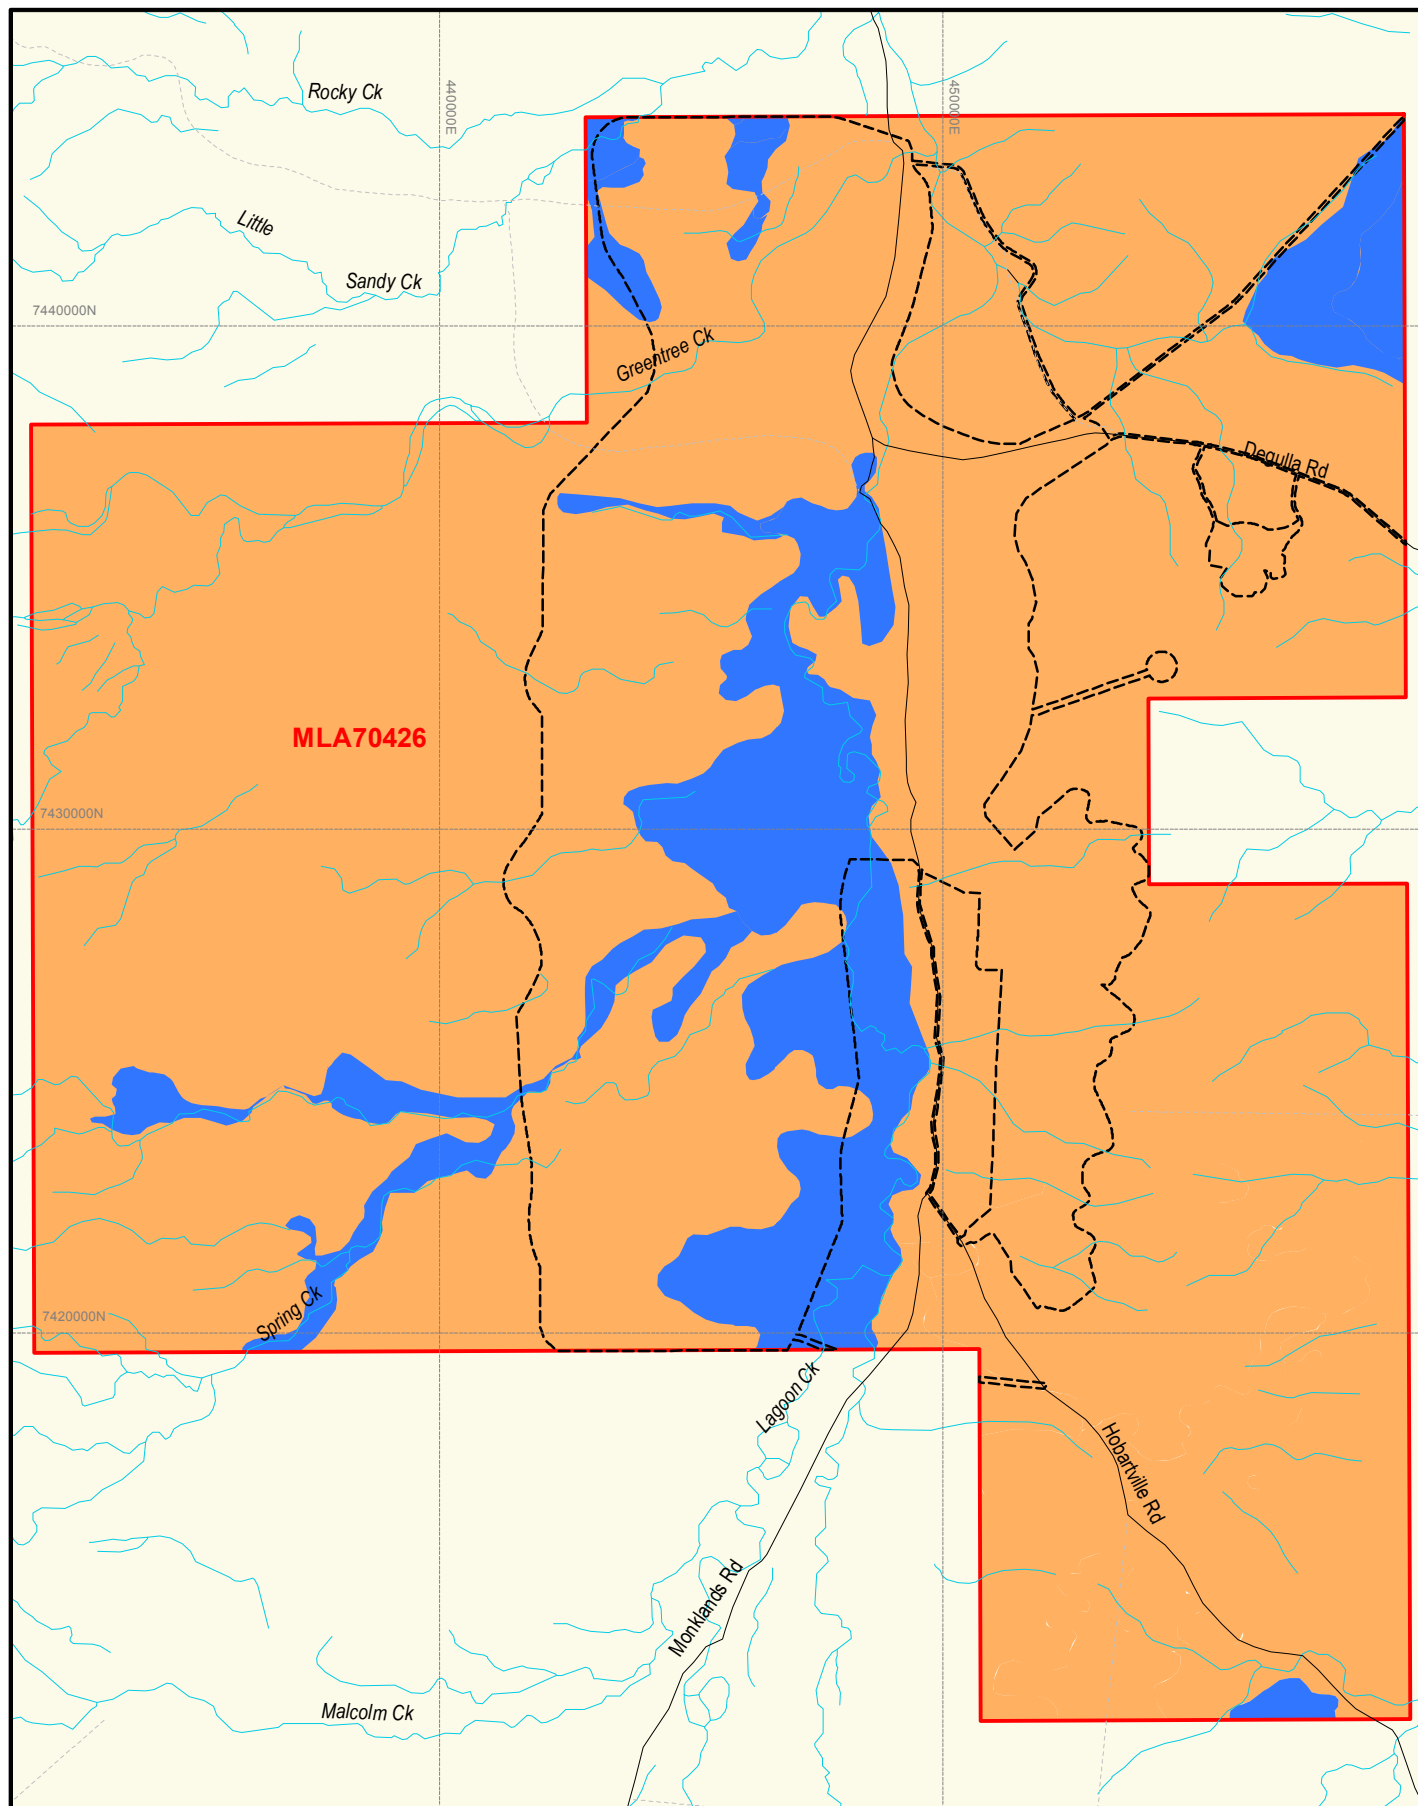 440000E
450000E
Rocky Ck
Little
Sandy Ck
7440000N
Greentree Ck
Degulla Rd
MLA70426
7430000N
Spring Ck
7420000N
Lagoon Ck
Hobartville Rd
Monklands Rd
Malcolm Ck